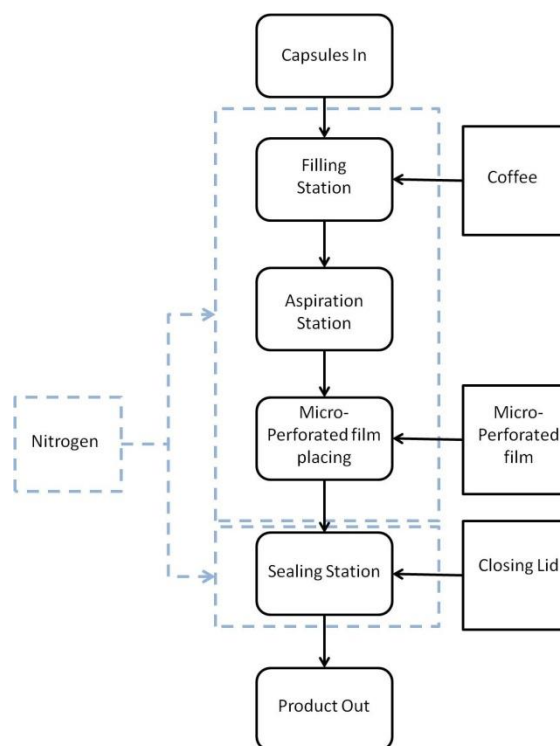 Capsules In
Filling
Station
Coffee
Aspiration
Station
Nitrogen
Micro-
Perforated film
placing
Micro-
Perforated
film
Sealing Station
Closing Lid
Product Out